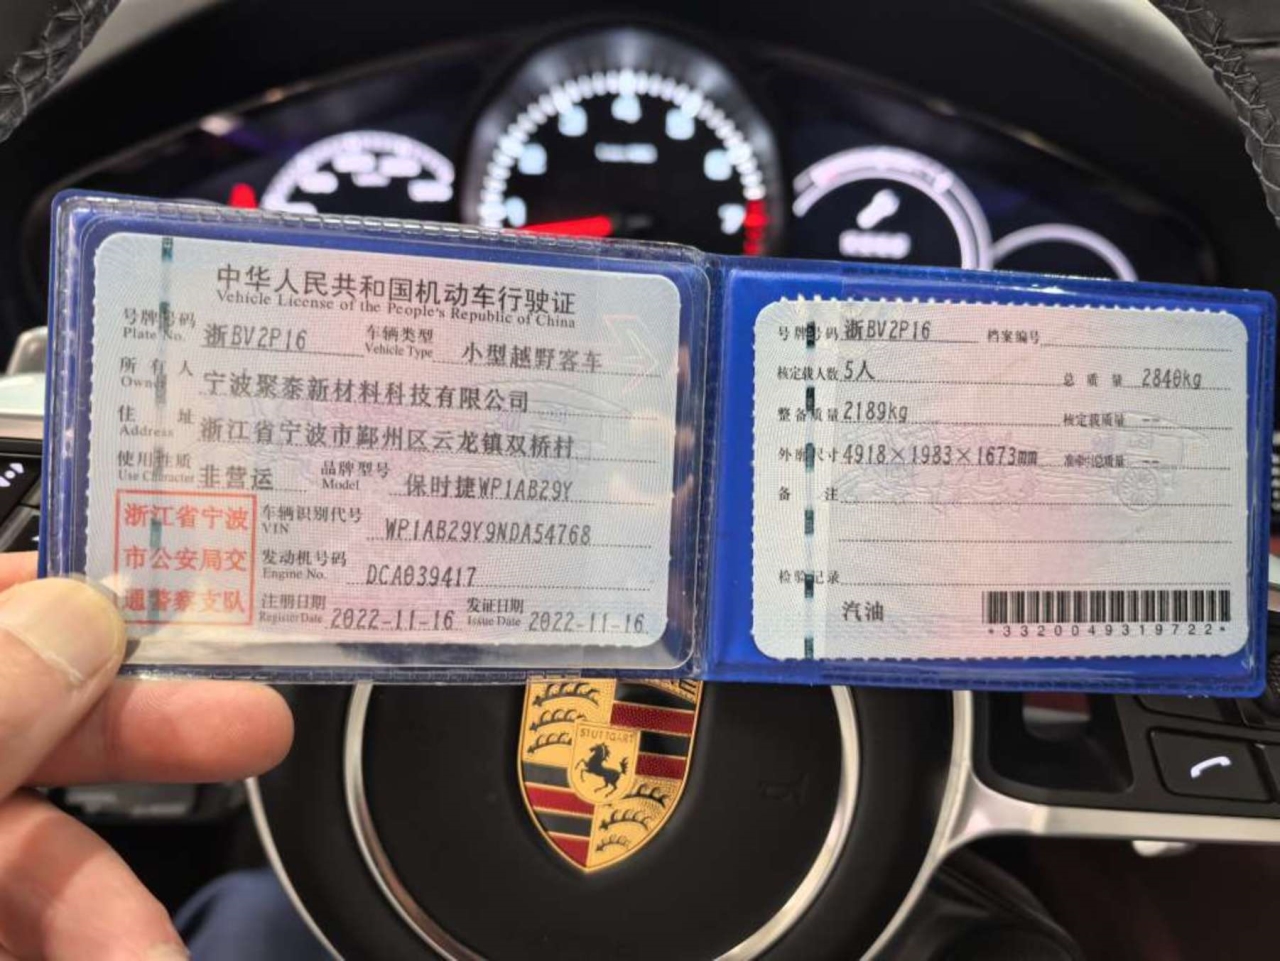 中华人民共和国机动车行驶证
Vehicle License of the People's Republic of China
号牌号码 浙BV2P16 车辆类型 小型越野客车
Plate No. Vehicle Type
所有人 宁波聚泰新材料科技有限公司
Owner
住址 浙江省宁波市鄞州区云龙镇双桥村
Address
使用性质 非营运 品牌型号 保时捷WP1AB29Y
Use Character Model
浙江省宁波
市公安局交
通警察支队
车辆识别代号 WP1AB29Y9NDA54768
VIN
发动机号码 DCA039417
Engine No.
注册日期 2022-11-16 发证日期 2022-11-16
Register Date Issue Date
号牌号码 浙BV2P16 档案编号
核定载人数 5人 总质量 2840kg
整备质量 2189kg 核定载质量 --
外廓尺寸 4918×1983×1673mm 准牵引总质量 --
备注
检验记录
汽油
*3320049319722*
STUTTGART
4
7